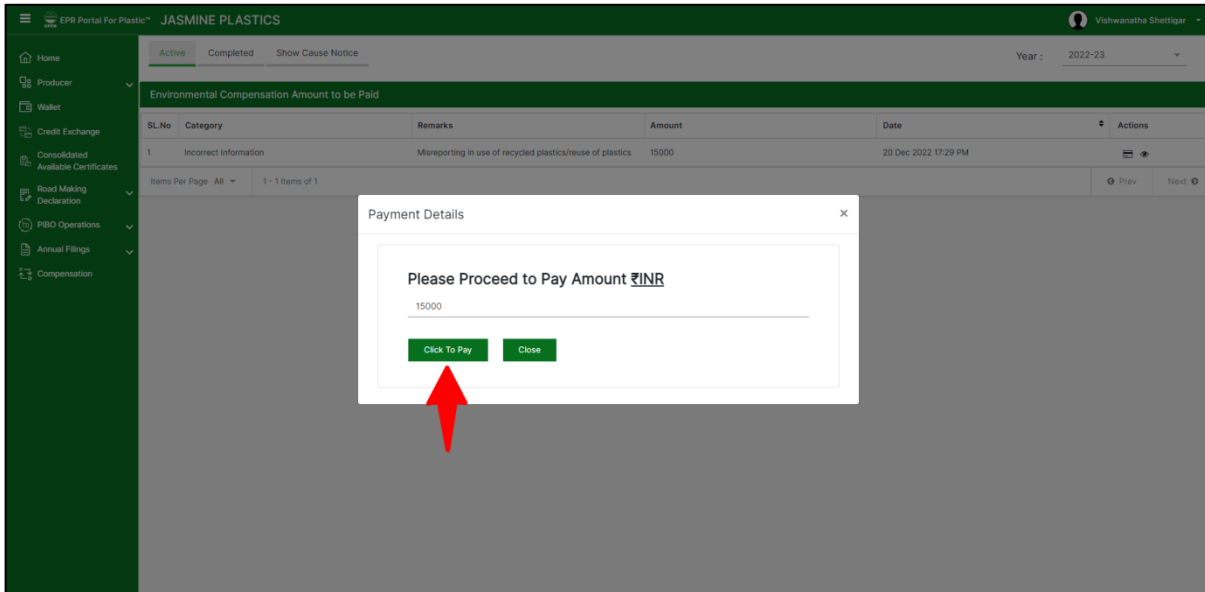 EPR Portal For Plastic™ JASMINE PLASTICS Vishwanatha Shettigar
Home
Producer
Wallet
Credit Exchange
Consolidated
Available Certificates
Road Making
Declaration
PIBO Operations
Annual Filings
Compensation
Active Completed Show Cause Notice Year : 2022-23
Environmental Compensation Amount to be Paid
SL.No Category Remarks Amount Date Actions
1 Incorrect Information Misreporting in use of recycled plastics/reuse of plastics 15000 20 Dec 2022 17:29 PM
Items Per Page All 1 - 1 Items of 1 Prev Next
Payment Details ×
Please Proceed to Pay Amount ₹INR
15000
Click To Pay Close